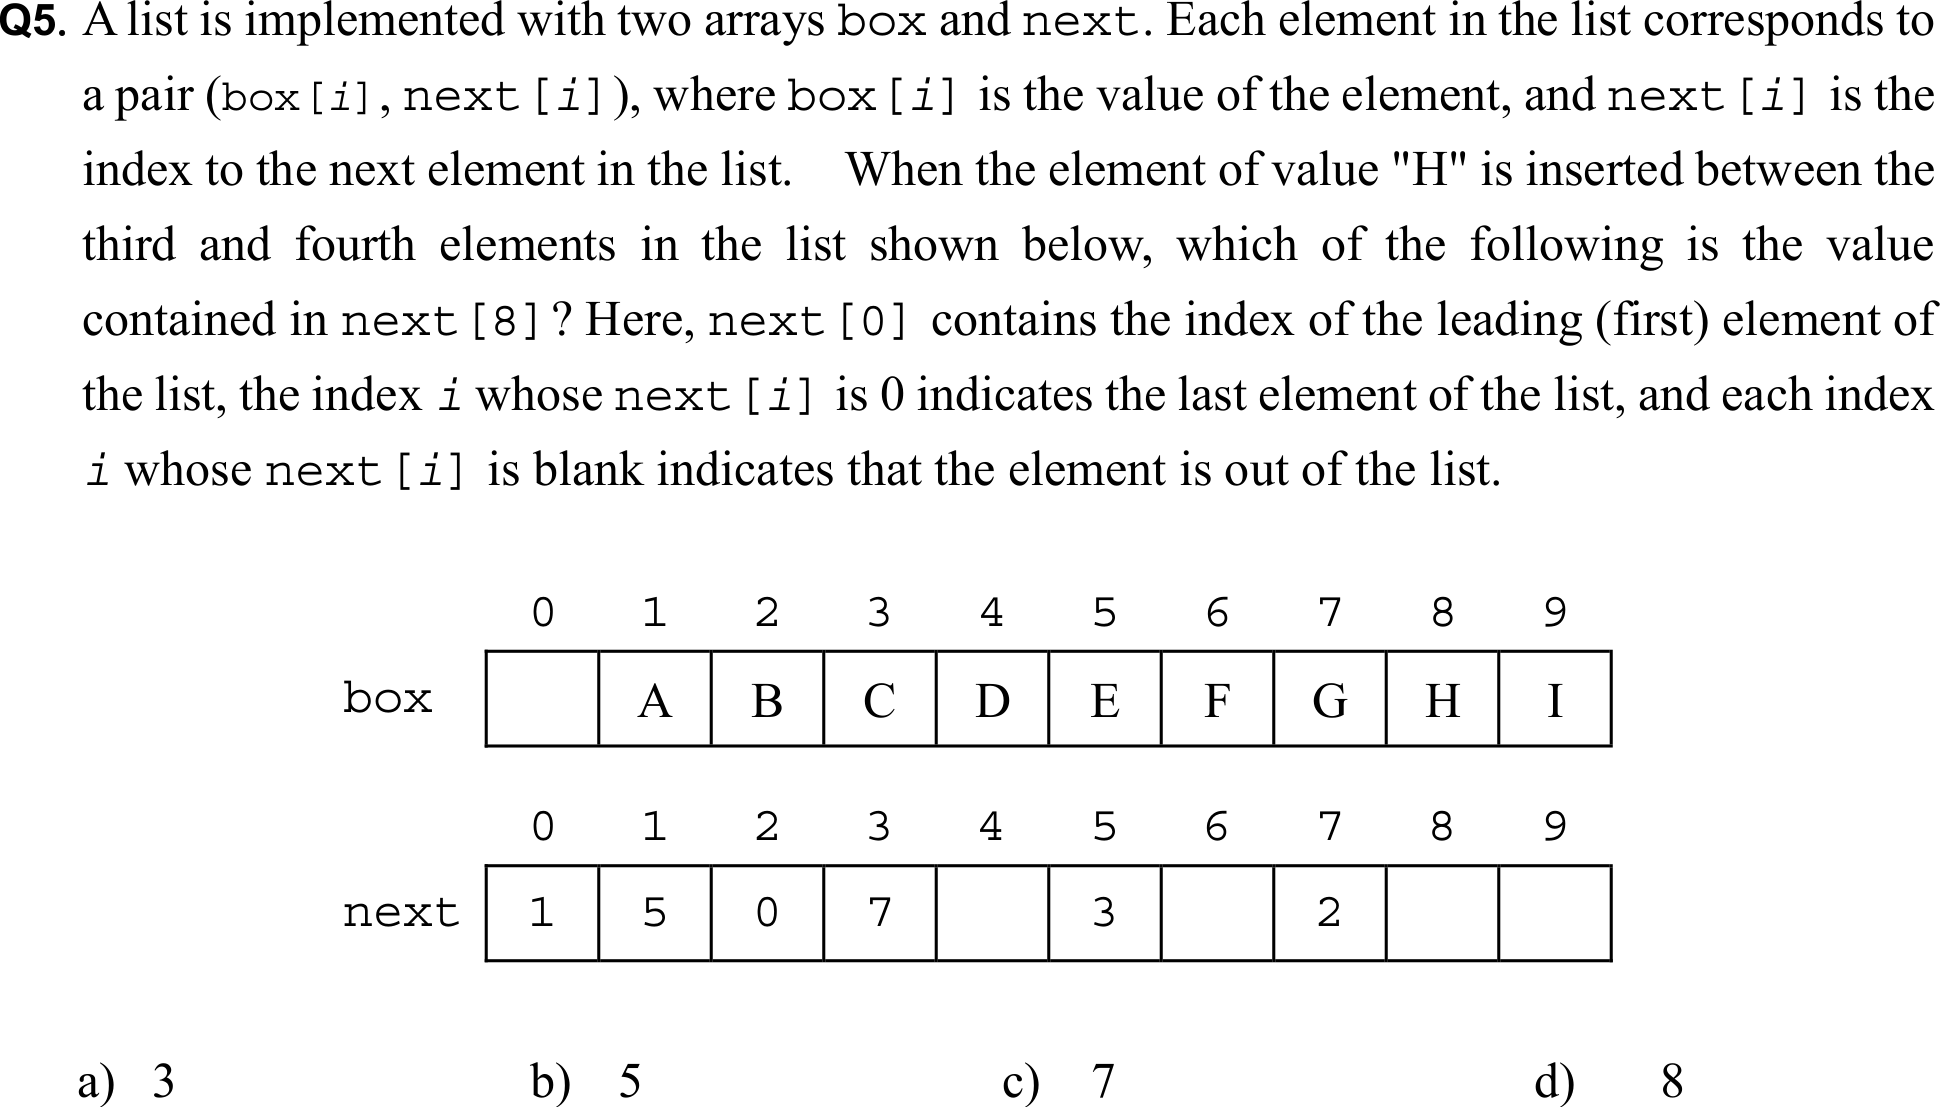 Q5. A list is implemented with two arrays box and next. Each element in the list corresponds to
a pair (box[i],next[i]), where box[i] is the value of the element, and next[i] is the
index to the next element in the list. When the element of value "H" is inserted between the
third and fourth elements in the list shown below, which of the following is the value
contained in next[8]? Here, next[0] contains the index of the leading (first) element of
the list, the index i whose next[i] is 0 indicates the last element of the list, and each index
i whose next[i] is blank indicates that the element is out of the list.
0 1 2 3 4 5 6 7 8 9
box A B C D E F G H I
0 1 2 3 4 5 6 7 8 9
next 1 5 0 7 3 2
a) 3 b) 5 c) 7 d) 8